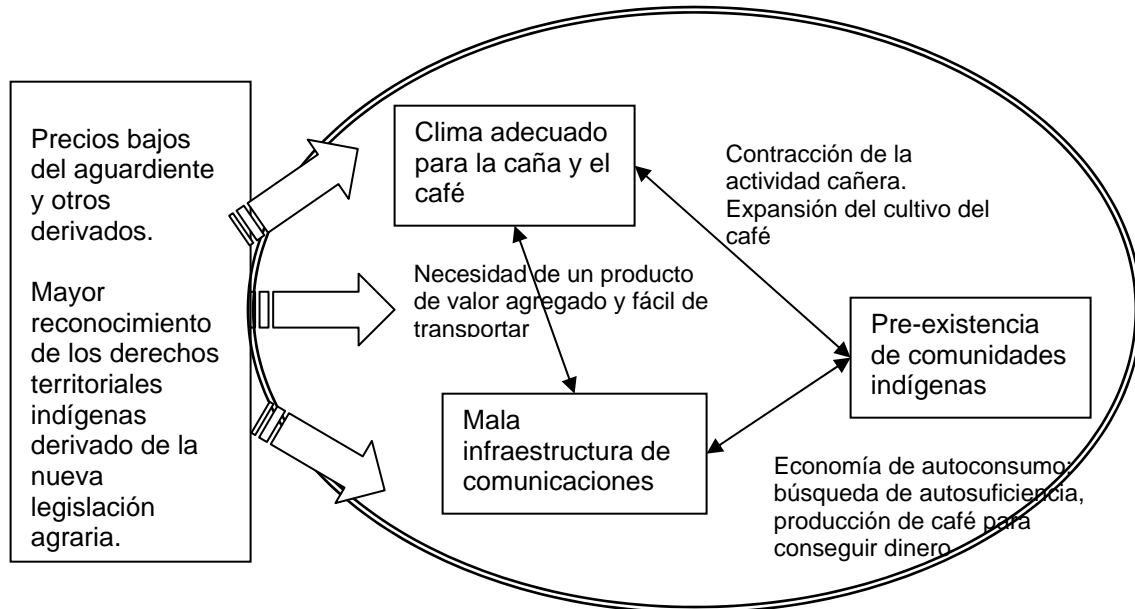 Precios bajos
del aguardiente
y otros
derivados.
Mayor
reconocimiento
de los derechos
territoriales
indígenas
derivado de la
nueva
legislación
agraria.
Clima adecuado
para la caña y el
café
Contracción de la
actividad cañera.
Expansión del cultivo del
café
Necesidad de un producto
de valor agregado y fácil de
transportar
Pre-existencia
de comunidades
indígenas
Mala
infraestructura de
comunicaciones
Economía de autoconsumo:
búsqueda de autosuficiencia,
producción de café para
conseguir dinero